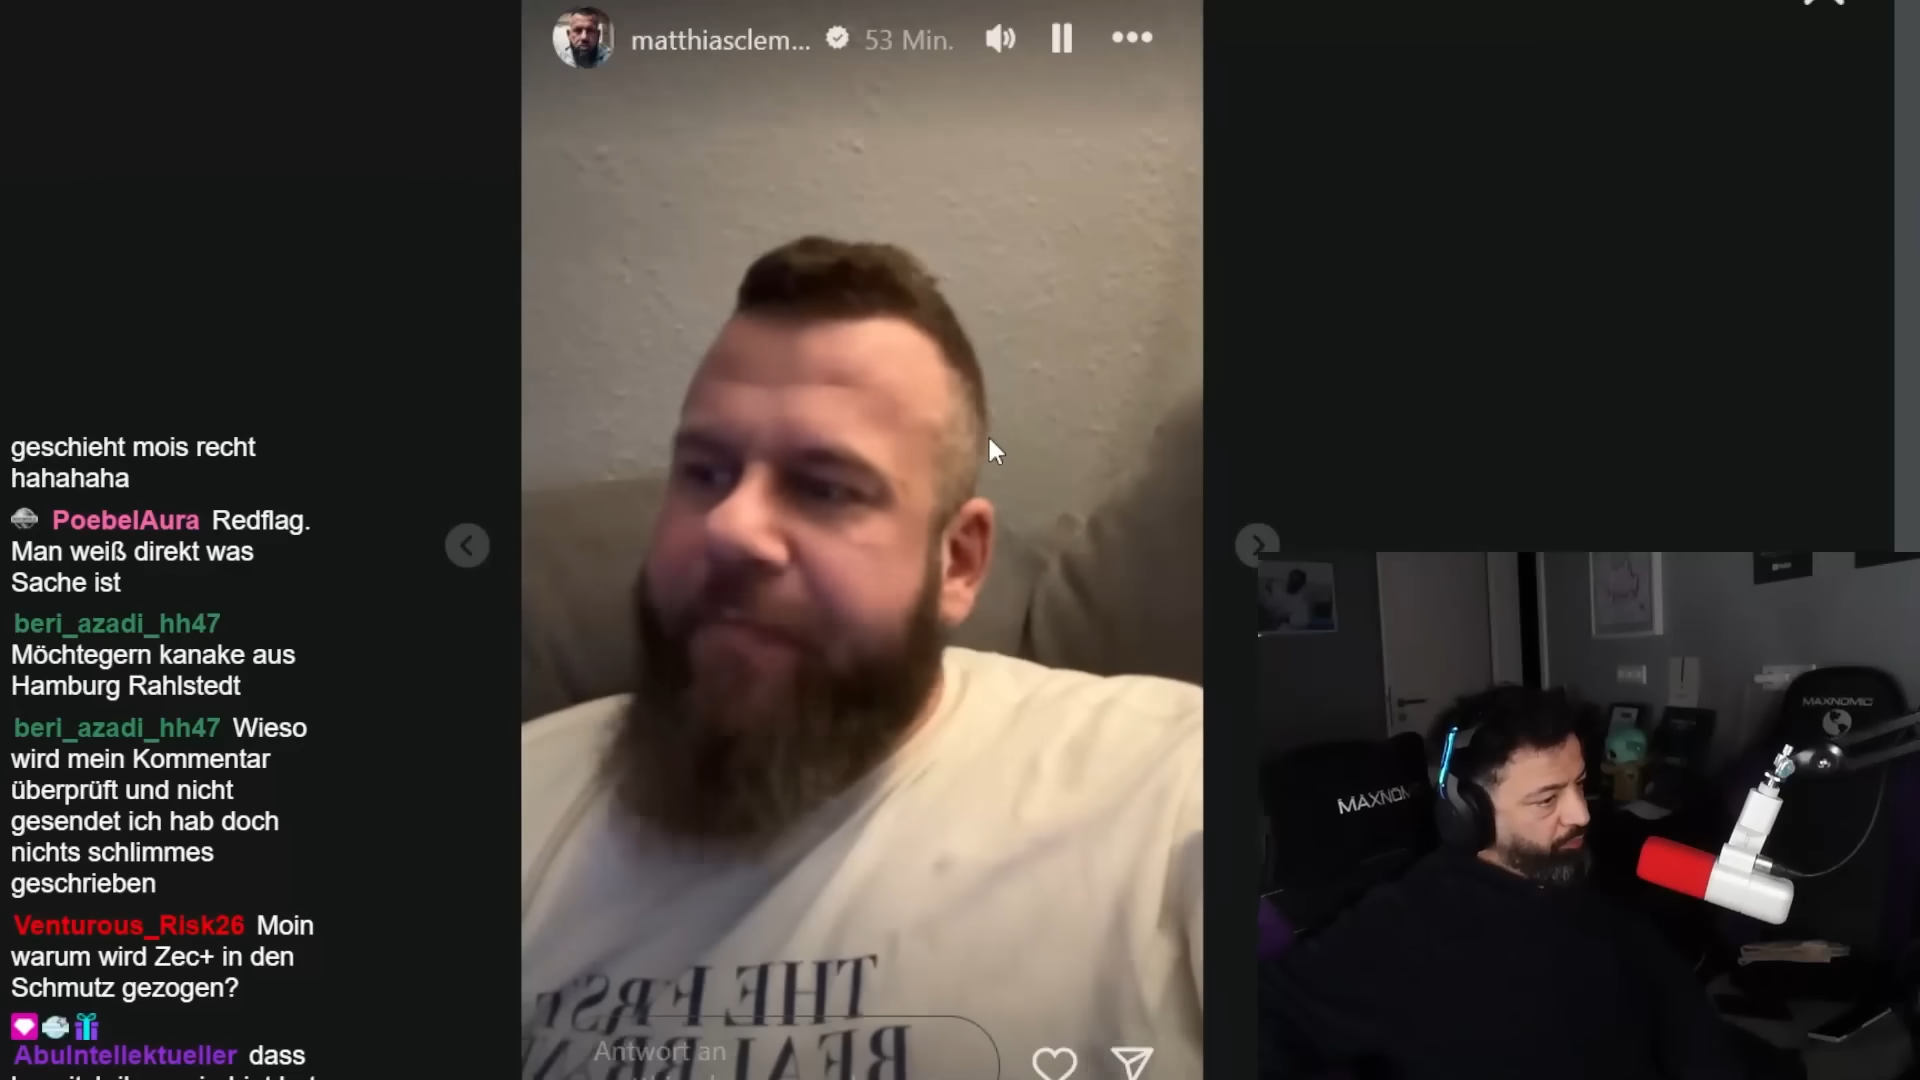 matthiasclem... 53 Min.
geschieht mois recht
hahahaha
PoebelAura Redflag.
Man weiß direkt was
Sache ist
beri_azadi_hh47
Möchtegern kanake aus
Hamburg Rahlstedt
beri_azadi_hh47 Wieso
wird mein Kommentar
überprüft und nicht
gesendet ich hab doch
nichts schlimmes
geschrieben
Venturous_Risk26 Moin
warum wird Zec+ in den
Schmutz gezogen?
AbuIntellektueller dass
Antwort an
MAXNOMIC
MAXNOM